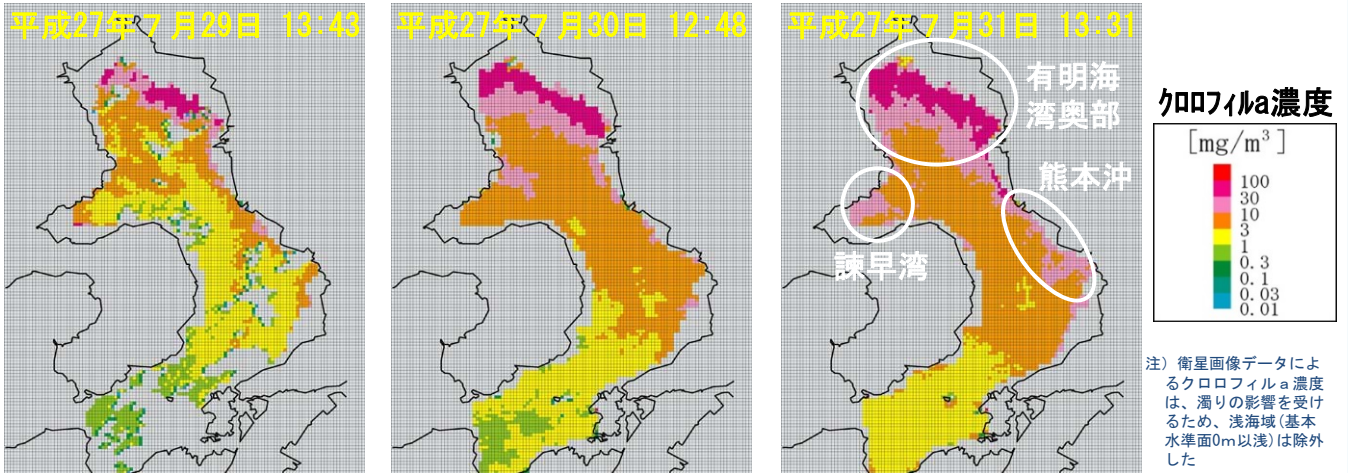 平成27年７月29日 13:43
平成27年７月30日 12:48
平成27年７月31日 13:31
有明海
湾奥部
熊本沖
諫早湾
クロロフィルa濃度
[mg/m³]
100
30
10
3
1
0.3
0.1
0.03
0.01
注）衛星画像データによ
るクロロフィルａ濃度
は、濁りの影響を受け
るため、浅海域(基本
水準面0ｍ以浅)は除外
した